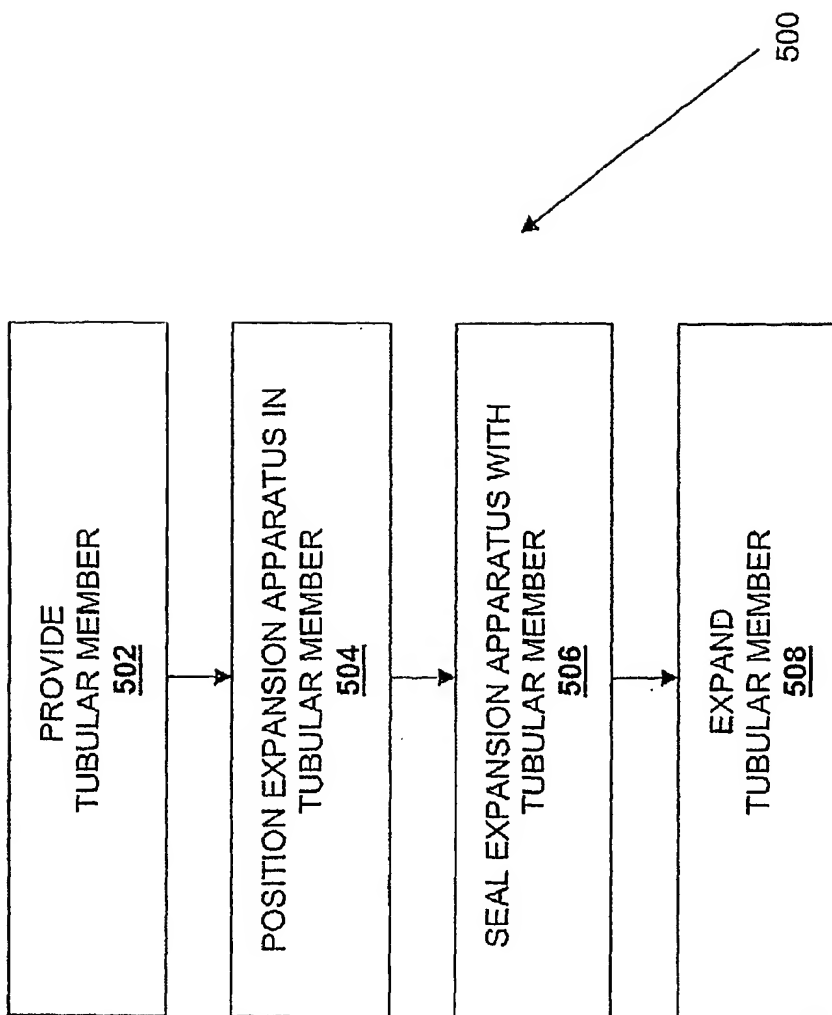 PROVIDE
TUBULAR MEMBER
502
POSITION EXPANSION APPARATUS IN
TUBULAR MEMBER
504
SEAL EXPANSION APPARATUS WITH
TUBULAR MEMBER
506
EXPAND
TUBULAR MEMBER
508
500